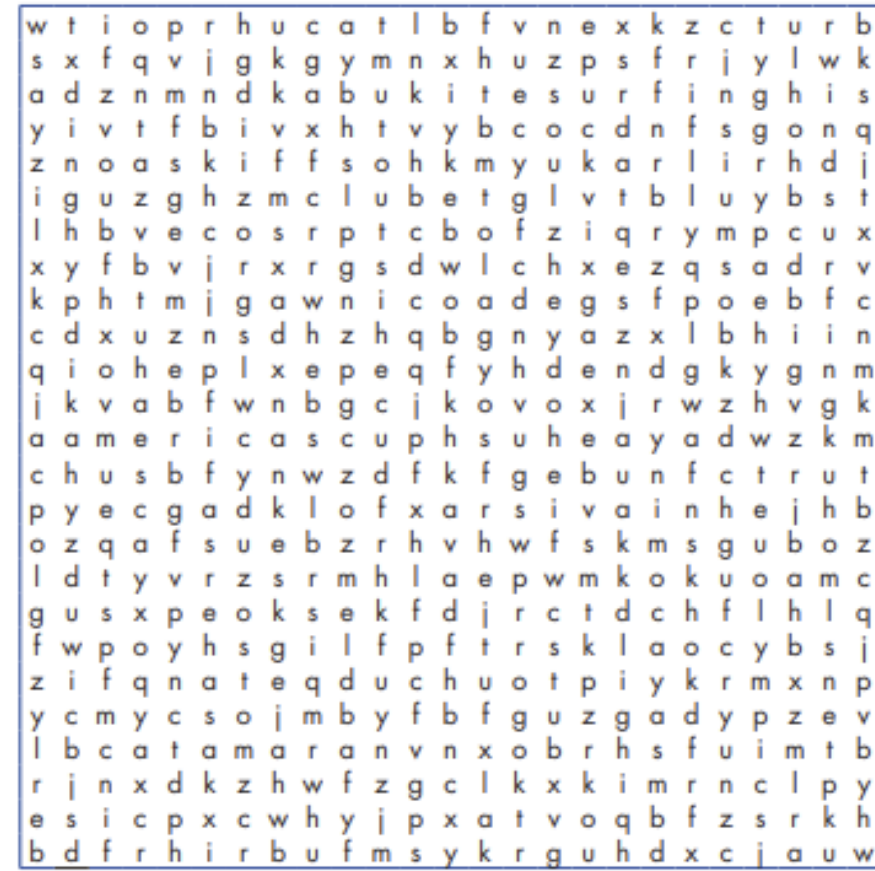 w t i o p r h u c a t l b f v n e x k z c t u r b
s x f q v j g k g y m n x h u z p s f r j y l w k
a d z n m n d k a b u k i t e s u r f i n g h i s
y i v t f b i v x h t v y b c o c d n f s g o n q
z n o a s k i f f s o h k m y u k a r l i r h d j
i g u z g h z m c l u b e t g l v t b l u y b s t
l h b v e c o s r p t c b o f z i q r y m p c u x
x y f b v j r x r g s d w l c h x e z q s a d r v
k p h t m j g a w n i c o a d e g s f p o e b f c
c d x u z n s d h z h q b g n y a z x l b h i i n
q i o h e p l x e p e q f y h d e n d g k y g n m
j k v a b f w n b g c j k o v o x j r w z h v g k
a a m e r i c a s c u p h s u h e a y a d w z k m
c h u s b f y n w z d f k f g e b u n f c t r u t
p y e c g a d k l o f x a r s i v a i n h e j h b
o z q a f s u e b z r h v h w f s k m s g u b o z
l d t y v r z s r m h l a e p w m k o k u o a m c
g u s x p e o k s e k f d j r c t d c h f l h l q
f w p o y h s g i l f p f t r s k l a o c y b s j
z i f q n a t e q d u c h u o t p i y k r m x n p
y c m y c s o j m b y f b f g u z g a d y p z e v
l b c a t a m a r a n v n x o b r h s f u i m t b
r j n x d k z h w f z g c l k x k i m r n c l p y
e s i c p x c w h y j p x a t v o q b f z s r k h
b d f r h i r b u f m s y k r g u h d x c j a u w